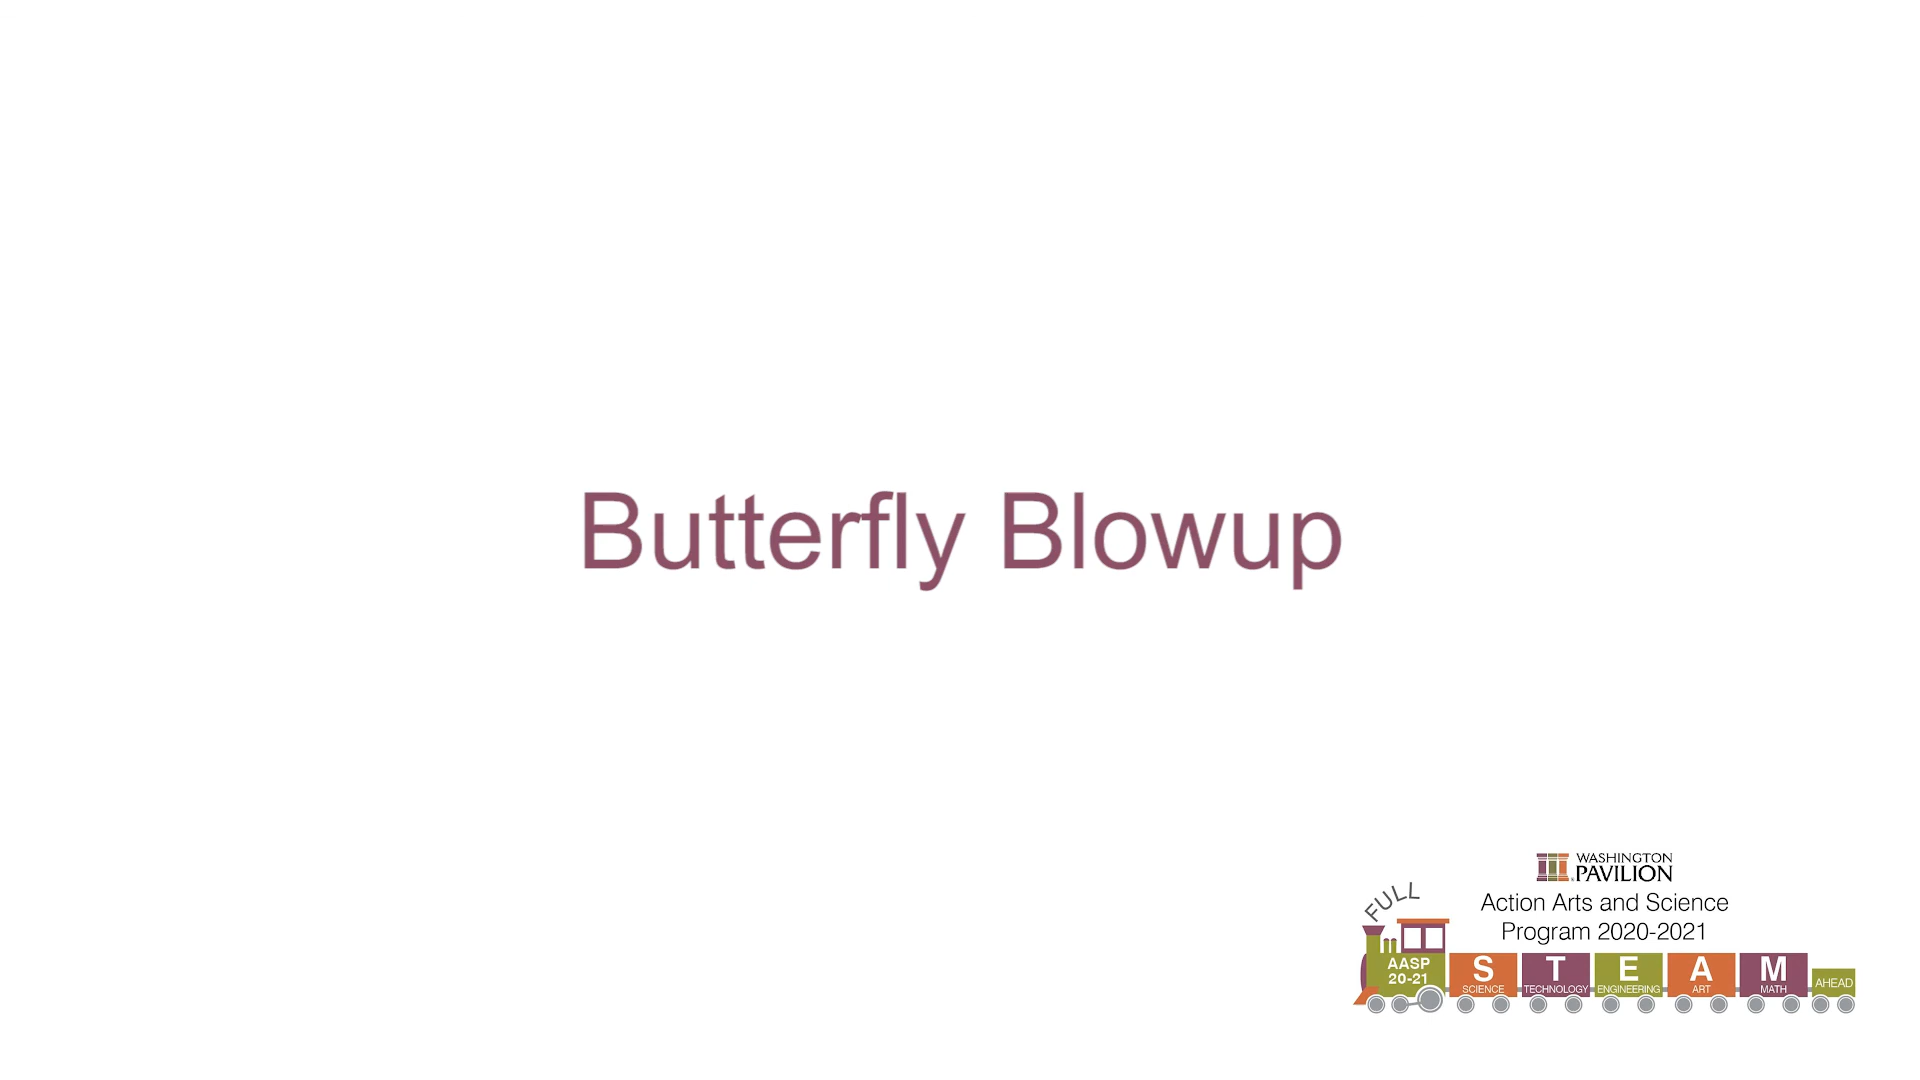 Butterfly Blowup
WASHINGTON
PAVILION
Action Arts and Science
Program 2020-2021
FULL
AASP
20-21
S
SCIENCE
T
TECHNOLOGY
E
ENGINEERING
A
ART
M
MATH
AHEAD